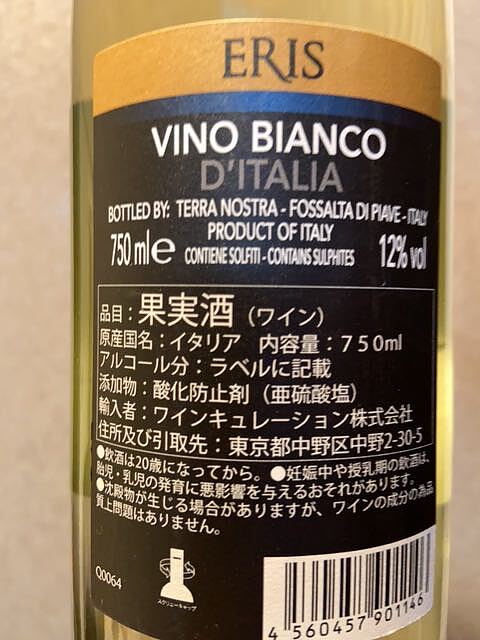 ERIS
VINO BIANCO
D'ITALIA
BOTTLED BY: TERRA NOSTRA - FOSSALTA DI PIAVE - ITALY
PRODUCT OF ITALY
750 ml e CONTIENE SOLFITI - CONTAINS SULPHITES 12% vol
品目：果実酒（ワイン）
原産国名：イタリア 内容量：７５０ml
アルコール分：ラベルに記載
添加物：酸化防止剤（亜硫酸塩）
輸入者：ワインキュレーション株式会社
住所及び引取先：東京都中野区中野2-30-5
●飲酒は20歳になってから。●妊娠中や授乳期の飲酒は、
胎児・乳児の発育に悪影響を与えるおそれがあります。
●沈殿物が生じる場合がありますが、ワインの成分の為品
質上問題はありません。
Q0064
スクリューキャップ
4 560457 901146